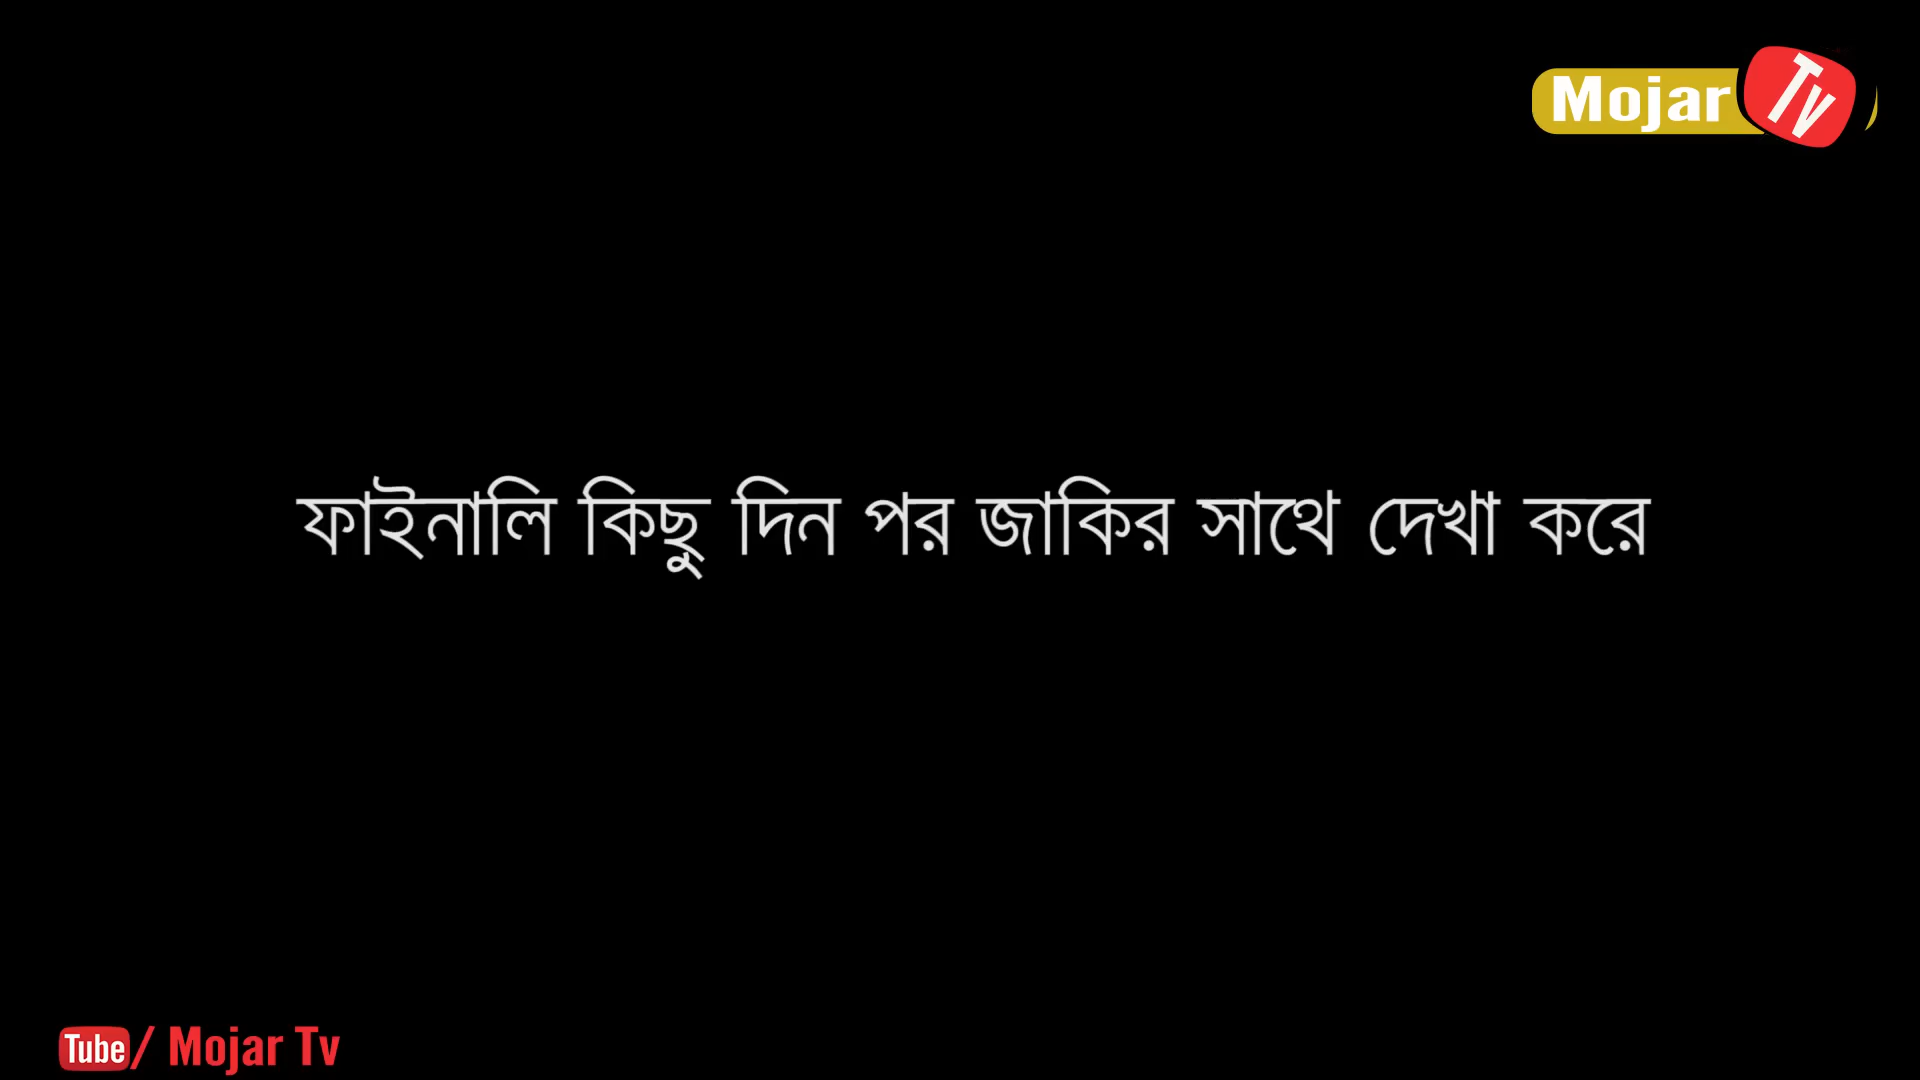 Mojar Tv
ফাইনালি কিছু দিন পর জাকির সাথে দেখা করে
Tube/ Mojar Tv